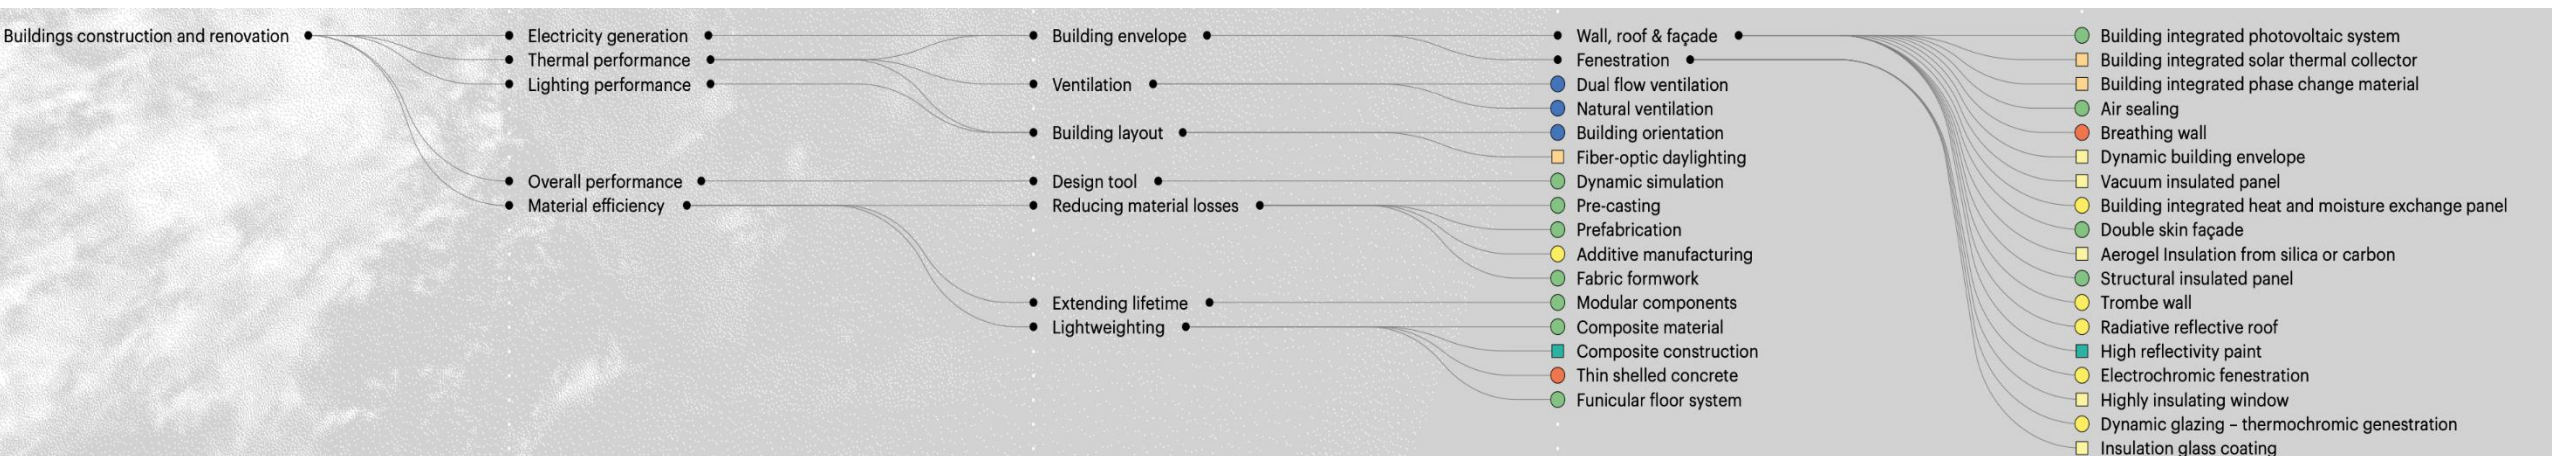 Buildings construction and renovation
Electricity generation
Thermal performance
Lighting performance
Overall performance
Material efficiency
Building envelope
Ventilation
Building layout
Design tool
Reducing material losses
Extending lifetime
Lightweighting
Wall, roof & façade
Fenestration
Dual flow ventilation
Natural ventilation
Building orientation
Fiber-optic daylighting
Dynamic simulation
Pre-casting
Prefabrication
Additive manufacturing
Fabric formwork
Modular components
Composite material
Composite construction
Thin shelled concrete
Funicular floor system
Building integrated photovoltaic system
Building integrated solar thermal collector
Building integrated phase change material
Air sealing
Breathing wall
Dynamic building envelope
Vacuum insulated panel
Building integrated heat and moisture exchange panel
Double skin façade
Aerogel Insulation from silica or carbon
Structural insulated panel
Trombe wall
Radiative reflective roof
High reflectivity paint
Electrochromic fenestration
Highly insulating window
Dynamic glazing – thermochromic genestration
Insulation glass coating